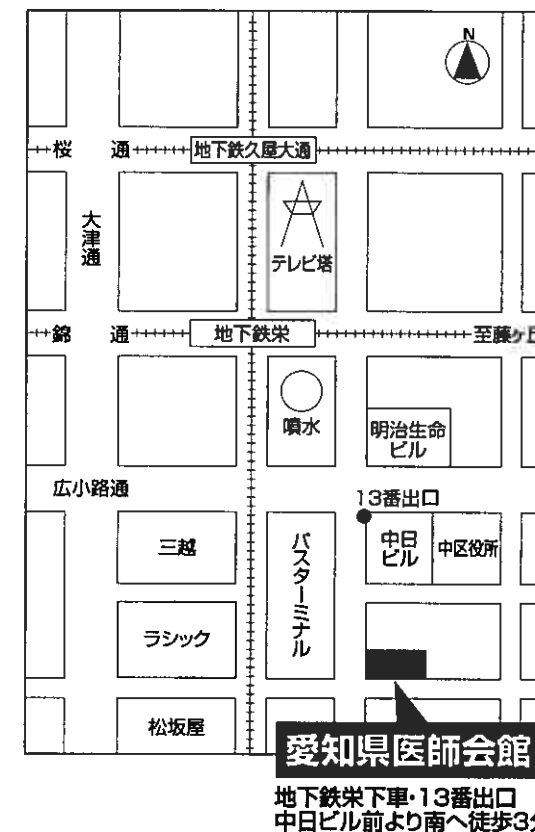 N
桜通
地下鉄久屋大通
大津通
テレビ塔
錦通
地下鉄栄
至藤ヶ丘
噴水
明治生命
ビル
広小路通
13番出口
三越
バスターミナル
中日
ビル
中区役所
ラシック
松坂屋
愛知県医師会館
地下鉄栄下車・13番出口
中日ビル前より南へ徒歩3分